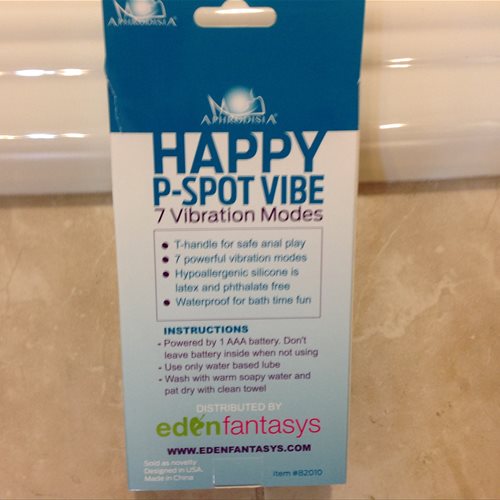 APHRODISIA
APHRODISIA®
HAPPY
P-SPOT VIBE
7 Vibration Modes
• T-handle for safe anal play
• 7 powerful vibration modes
• Hypoallergenic silicone is
latex and phthalate free
• Waterproof for bath time fun
INSTRUCTIONS
- Powered by 1 AAA battery. Don't
leave battery inside when not using
- Use only water based lube
- Wash with warm soapy water and
pat dry with clean towel
DISTRIBUTED BY
edenfantasys
WWW.EDENFANTASYS.COM
Sold as novelty
Designed in USA.
Made in China
Item #B2010